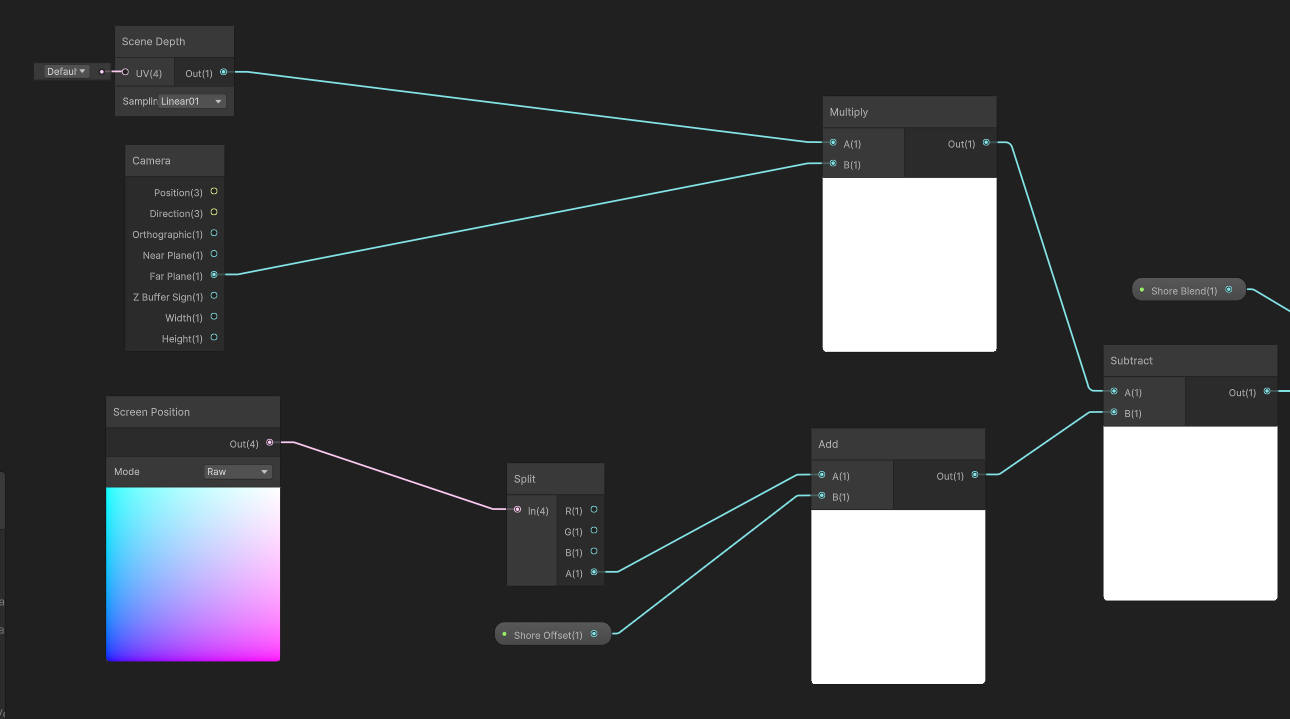 Scene Depth
UV(4)
Out(1)
Linear01
Camera
Position(3)
Direction(3)
Orthographic(1)
Near Plane(1)
Far Plane(1)
Z Buffer Sign(1)
Width(1)
Height(1)
Screen Position
Out(4)
Mode
Raw
Split
In(4)
R(1)
G(1)
B(1)
A(1)
Shore Offset(1)
Multiply
A(1)
Out(1)
B(1)
Add
A(1)
Out(1)
B(1)
Shore Blend(1)
Subtract
A(1)
Out(1)
B(1)